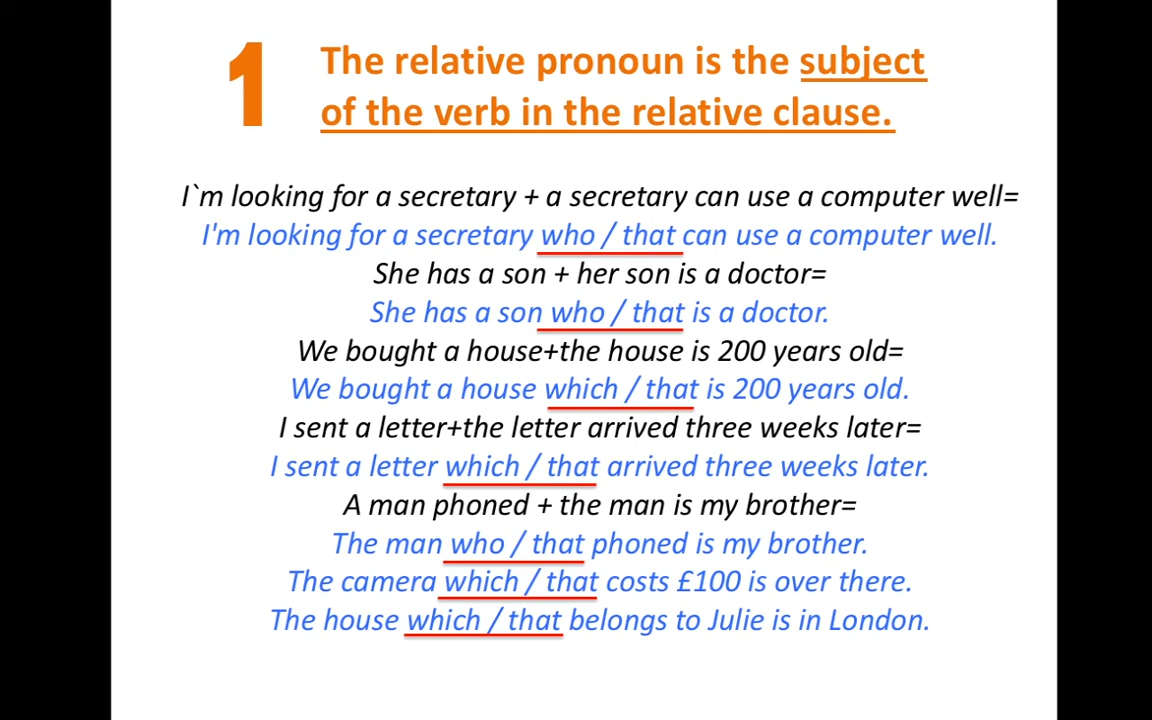 1
The relative pronoun is the subject
of the verb in the relative clause.
I`m looking for a secretary + a secretary can use a computer well=
I'm looking for a secretary who / that can use a computer well.
She has a son + her son is a doctor=
She has a son who / that is a doctor.
We bought a house+the house is 200 years old=
We bought a house which / that is 200 years old.
I sent a letter+the letter arrived three weeks later=
I sent a letter which / that arrived three weeks later.
A man phoned + the man is my brother=
The man who / that phoned is my brother.
The camera which / that costs £100 is over there.
The house which / that belongs to Julie is in London.